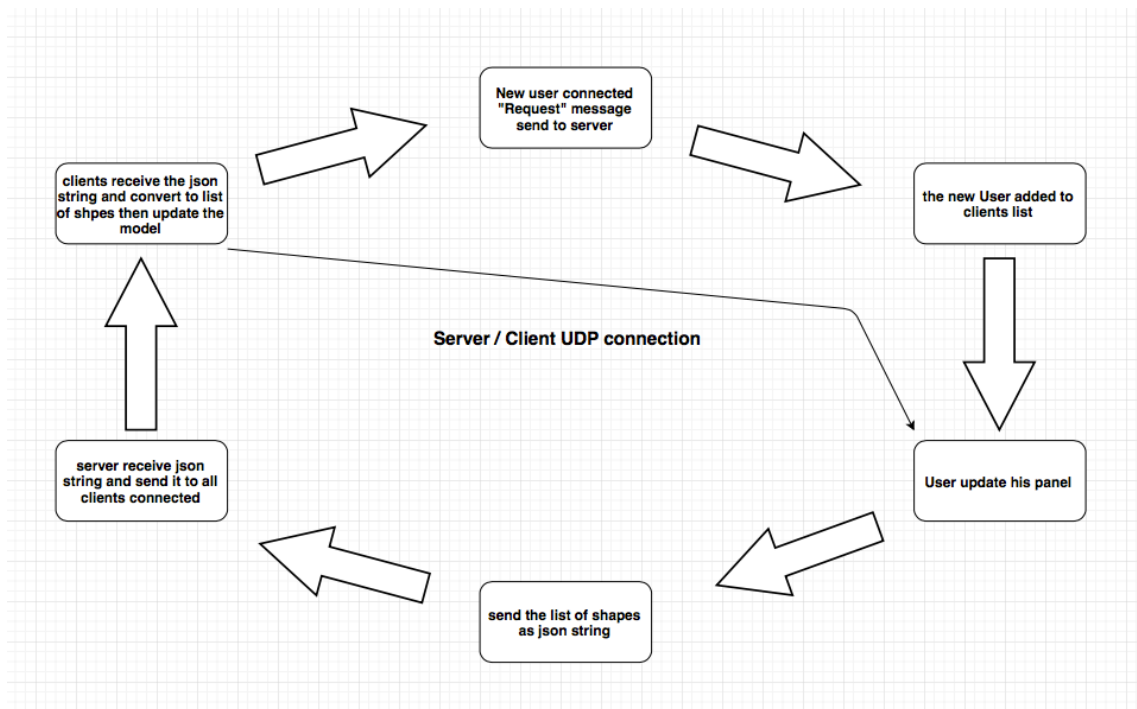 New user connected
"Request" message
send to server
clients receive the json
string and convert to list
of shpes then update the
model
the new User added to
clients list
Server / Client UDP connection
server receive json
string and send it to all
clients connected
User update his panel
send the list of shapes
as json string